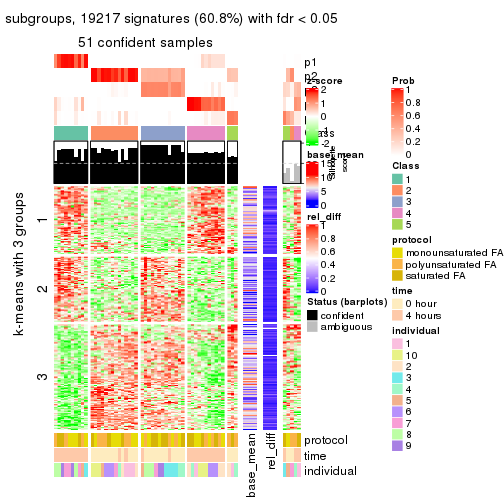 subgroups, 19217 signatures (60.8%) with fdr < 0.05
51 confident samples
p1
p2
z-score
2
1
0
-1
-2
silhouette
score
base_mean
15
10
5
0
rel_diff
1
0.8
0.6
0.4
0.2
0
Status (barplots)
confident
ambiguous
k-means with 3 groups
1
2
3
protocol
time
individual
base_mean
rel_diff
Prob
1
0.8
0.6
0.4
0.2
0
Class
1
2
3
4
5
protocol
monounsaturated FA
polyunsaturated FA
saturated FA
time
0 hour
4 hours
individual
1
10
2
3
4
5
6
7
8
9